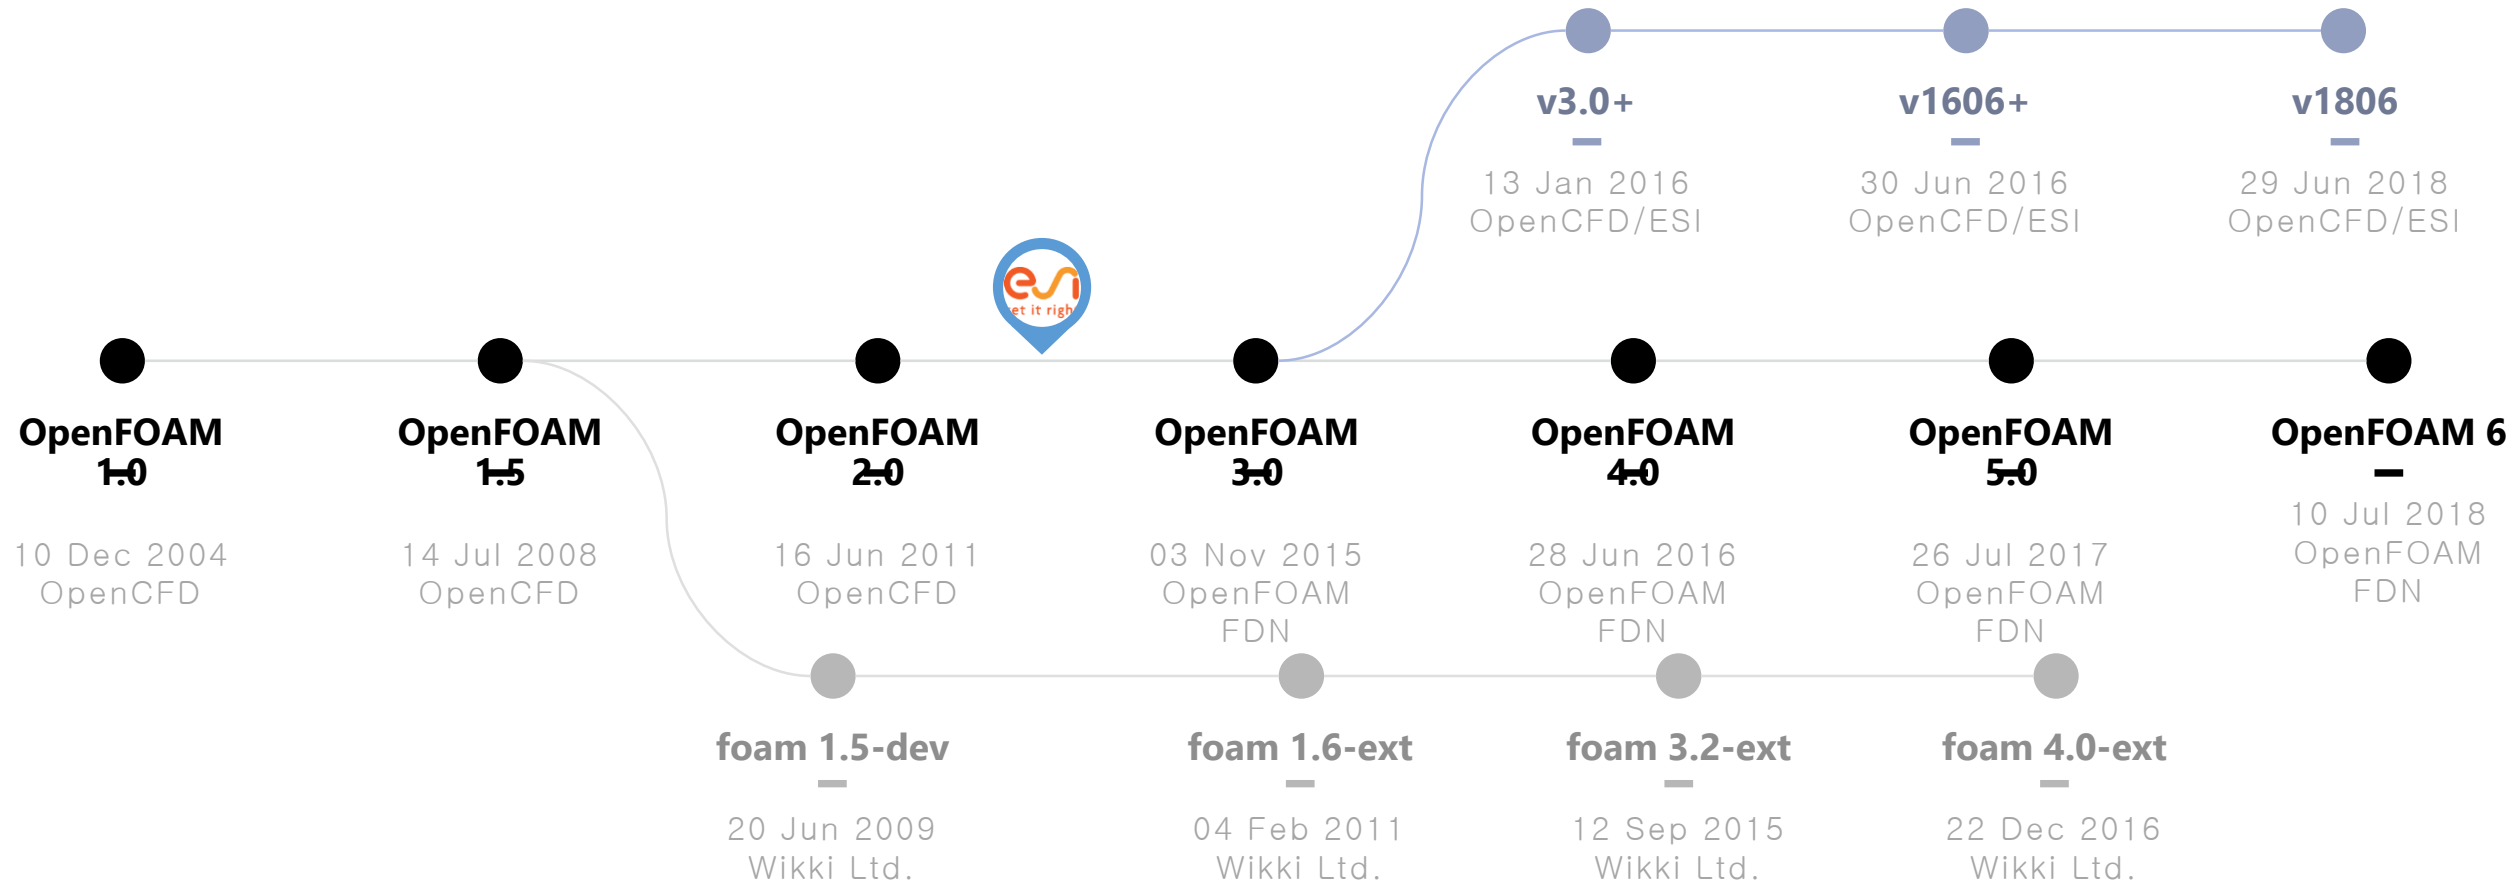 v3.0+
13 Jan 2016
OpenCFD/ESI
v1606+
30 Jun 2016
OpenCFD/ESI
v1806
29 Jun 2018
OpenCFD/ESI
esi
et it righ
OpenFOAM
1.0
10 Dec 2004
OpenCFD
OpenFOAM
1.5
14 Jul 2008
OpenCFD
OpenFOAM
2.0
16 Jun 2011
OpenCFD
OpenFOAM
3.0
03 Nov 2015
OpenFOAM
FDN
OpenFOAM
4.0
28 Jun 2016
OpenFOAM
FDN
OpenFOAM
5.0
26 Jul 2017
OpenFOAM
FDN
OpenFOAM 6
10 Jul 2018
OpenFOAM
FDN
foam 1.5-dev
20 Jun 2009
Wikki Ltd.
foam 1.6-ext
04 Feb 2011
Wikki Ltd.
foam 3.2-ext
12 Sep 2015
Wikki Ltd.
foam 4.0-ext
22 Dec 2016
Wikki Ltd.